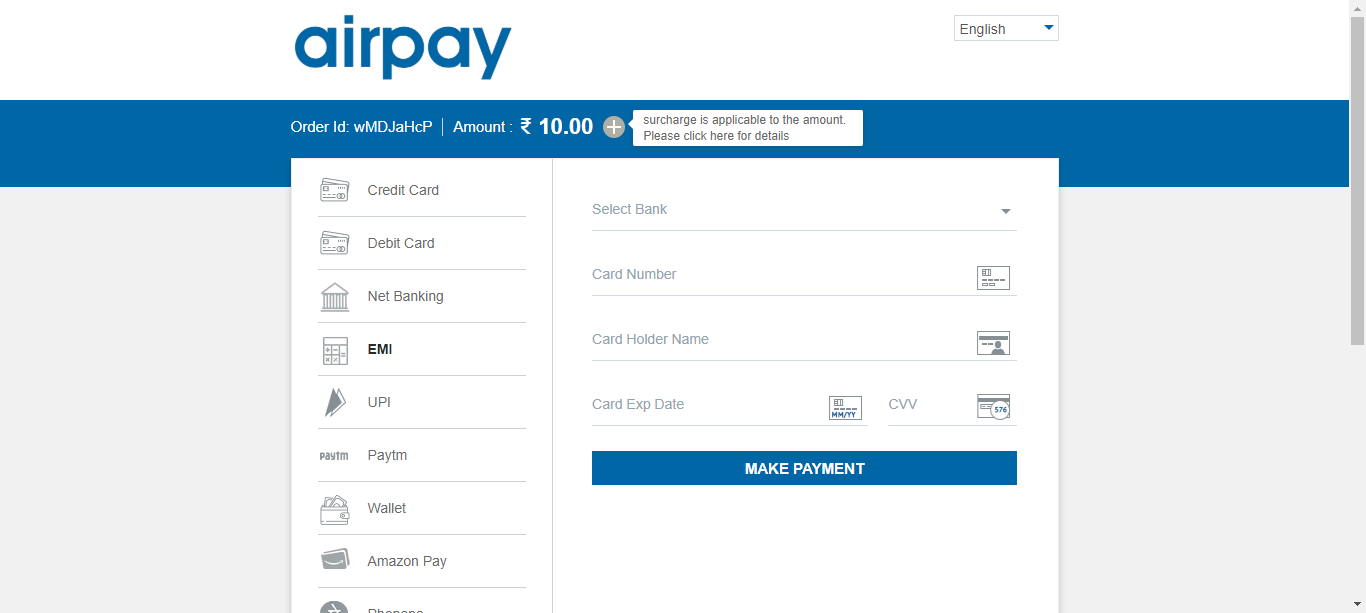 airpay
English
Order Id: wMDJaHcP
Amount : ₹ 10.00
surcharge is applicable to the amount.
Please click here for details
Credit Card
Debit Card
Net Banking
EMI
UPI
paytm Paytm
Wallet
Amazon Pay
Phonepe
Select Bank
Card Number
Card Holder Name
Card Exp Date
MM/YY
CVV
576
MAKE PAYMENT